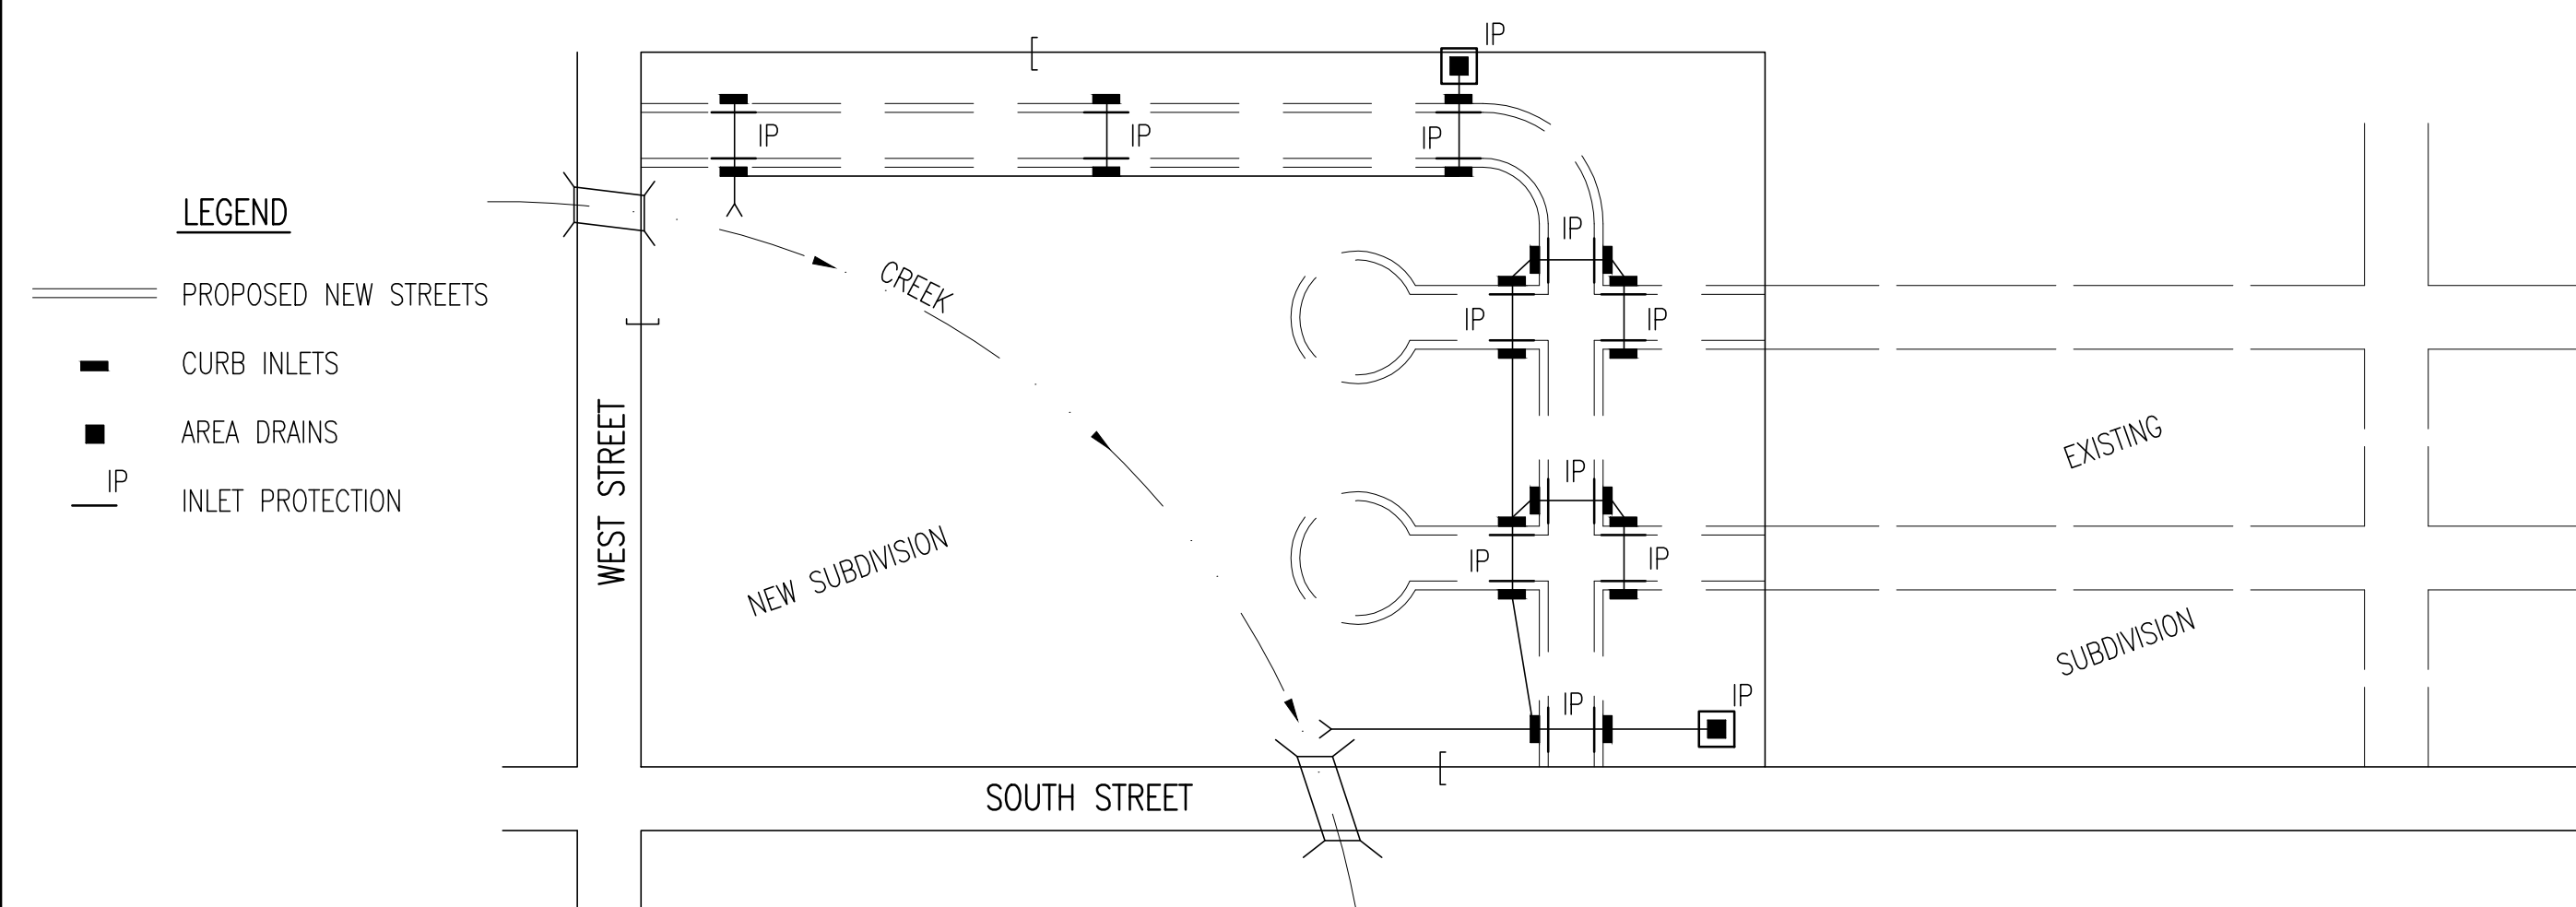 LEGEND
PROPOSED NEW STREETS
CURB INLETS
AREA DRAINS
IP
INLET PROTECTION
IP
IP
IP
IP
IP
IP
IP
IP
IP
IP
IP
IP
CREEK
WEST STREET
NEW SUBDIVISION
SOUTH STREET
EXISTING
SUBDIVISION